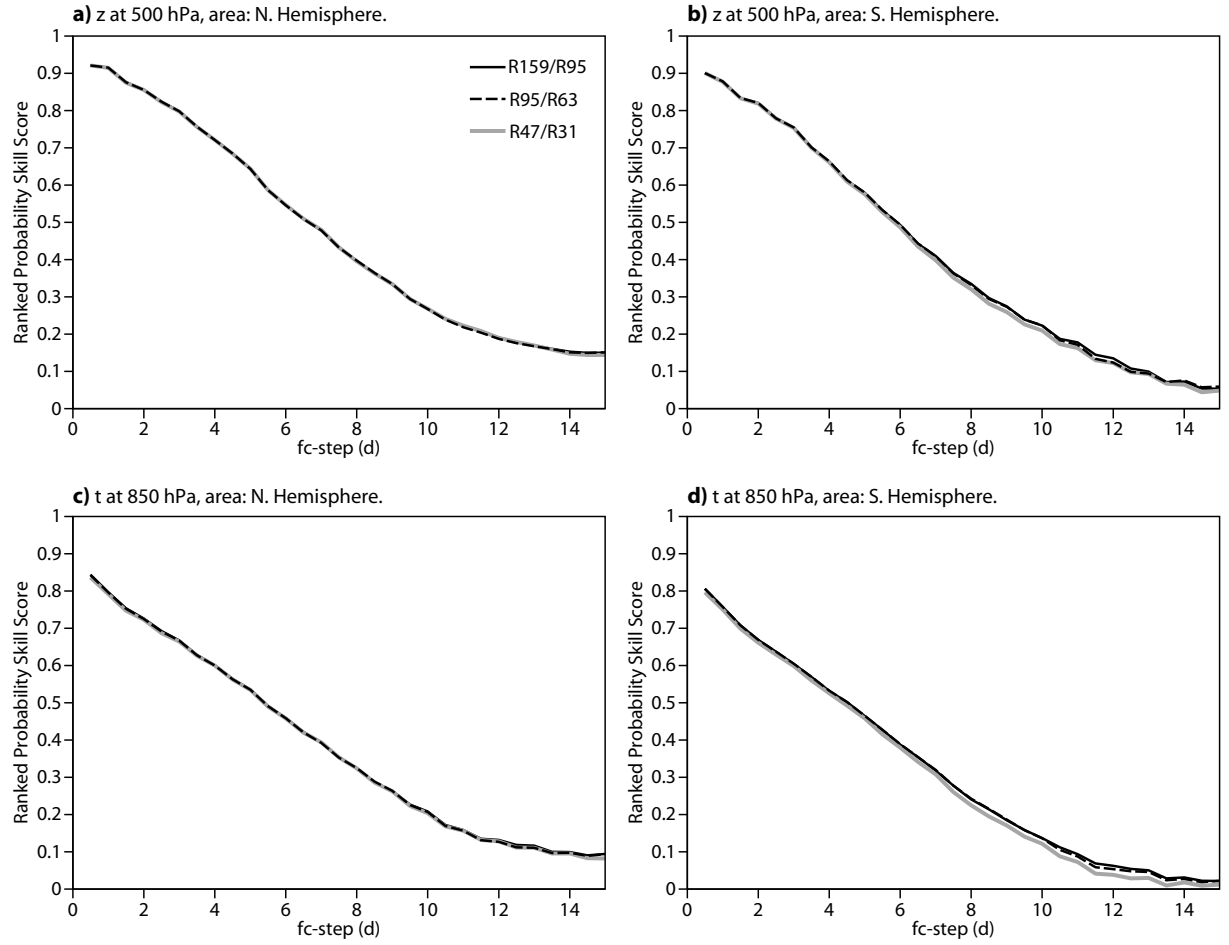 a) z at 500 hPa, area: N. Hemisphere.
Ranked Probability Skill Score
1
0.9
0.8
0.7
0.6
0.5
0.4
0.3
0.2
0.1
0
R159/R95
R95/R63
R47/R31
0 2 4 6 8 10 12 14
fc-step (d)
b) z at 500 hPa, area: S. Hemisphere.
Ranked Probability Skill Score
1
0.9
0.8
0.7
0.6
0.5
0.4
0.3
0.2
0.1
0
0 2 4 6 8 10 12 14
fc-step (d)
c) t at 850 hPa, area: N. Hemisphere.
Ranked Probability Skill Score
1
0.9
0.8
0.7
0.6
0.5
0.4
0.3
0.2
0.1
0
0 2 4 6 8 10 12 14
fc-step (d)
d) t at 850 hPa, area: S. Hemisphere.
Ranked Probability Skill Score
1
0.9
0.8
0.7
0.6
0.5
0.4
0.3
0.2
0.1
0
0 2 4 6 8 10 12 14
fc-step (d)